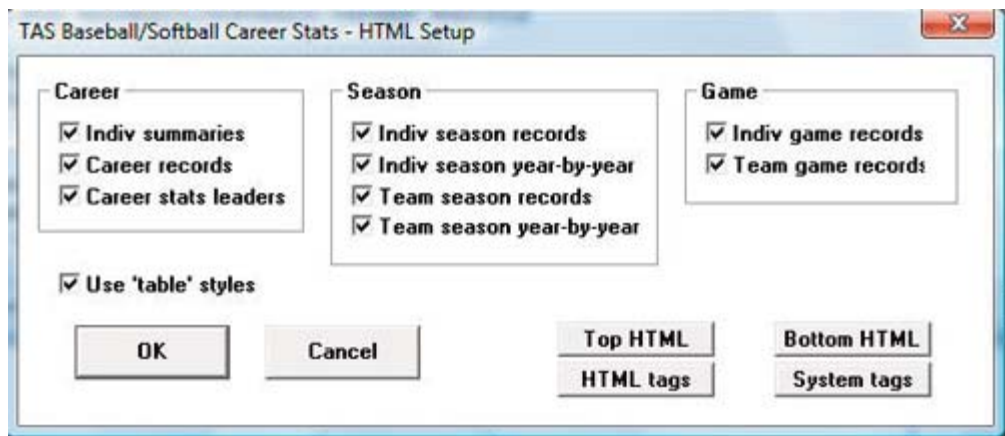 TAS Baseball/Softball Career Stats - HTML Setup
Career
Indiv summaries
Career records
Career stats leaders
Season
Indiv season records
Indiv season year-by-year
Team season records
Team season year-by-year
Game
Indiv game records
Team game records
Use 'table' styles
OK
Cancel
Top HTML
Bottom HTML
HTML tags
System tags